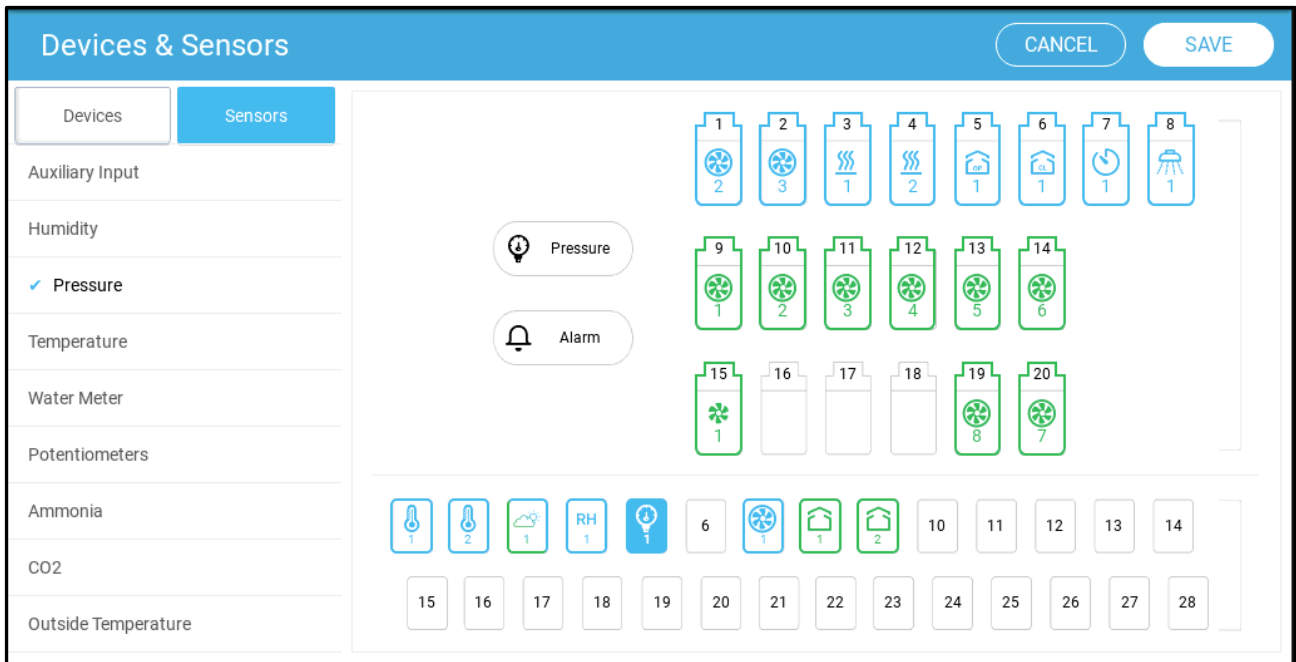 Devices & Sensors CANCEL SAVE
Devices Sensors
Auxiliary Input
Humidity
Pressure
Temperature
Water Meter
Potentiometers
Ammonia
CO2
Outside Temperature
Pressure
Alarm
1 2 3 4 5 6 7 8
OP CL
2 3 1 2 1 1 1 1
9 10 11 12 13 14
1 2 3 4 5 6
15 16 17 18 19 20
1 8 7
RH 6 10 11 12 13 14
1 2 1 1 1 1 1 2
15 16 17 18 19 20 21 22 23 24 25 26 27 28